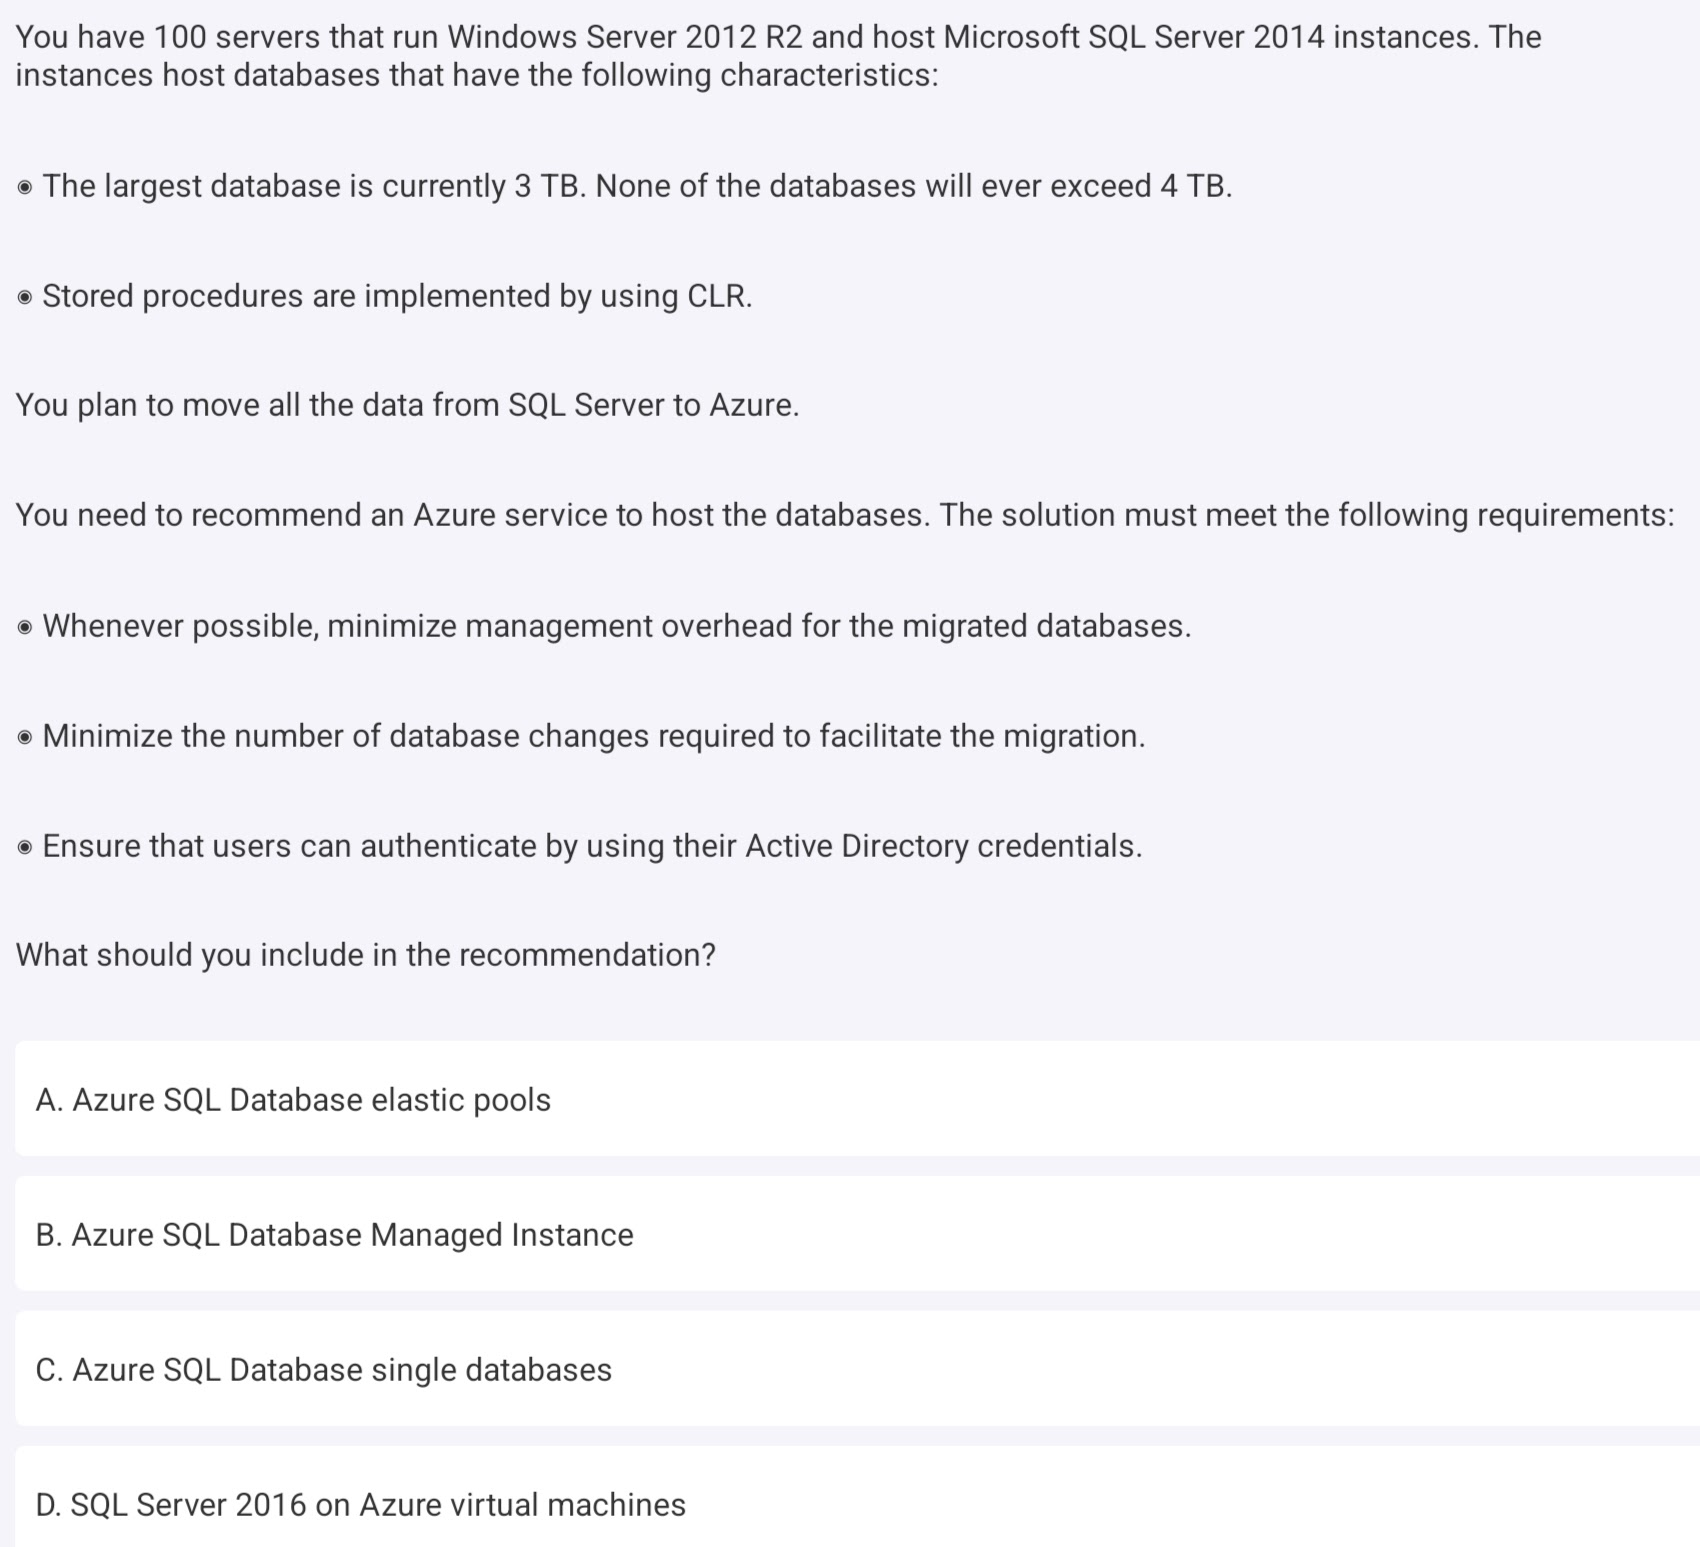 You have 100 servers that run Windows Server 2012 R2 and host Microsoft SQL Server 2014 instances. The
instances host databases that have the following characteristics:
◉ The largest database is currently 3 TB. None of the databases will ever exceed 4 TB.
◉ Stored procedures are implemented by using CLR.
You plan to move all the data from SQL Server to Azure.
You need to recommend an Azure service to host the databases. The solution must meet the following requirements:
◉ Whenever possible, minimize management overhead for the migrated databases.
◉ Minimize the number of database changes required to facilitate the migration.
◉ Ensure that users can authenticate by using their Active Directory credentials.
What should you include in the recommendation?
A. Azure SQL Database elastic pools
B. Azure SQL Database Managed Instance
C. Azure SQL Database single databases
D. SQL Server 2016 on Azure virtual machines